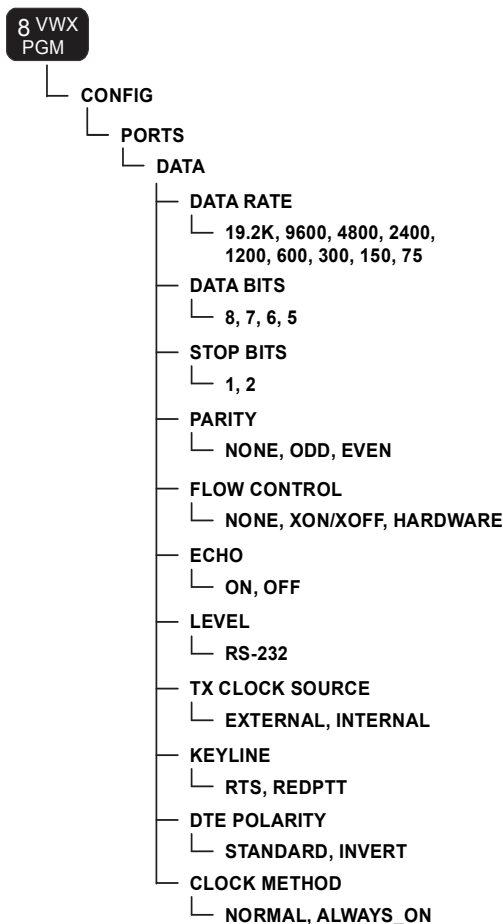 8 VWX
PGM
CONFIG
PORTS
DATA
DATA RATE
19.2K, 9600, 4800, 2400,
1200, 600, 300, 150, 75
DATA BITS
8, 7, 6, 5
STOP BITS
1, 2
PARITY
NONE, ODD, EVEN
FLOW CONTROL
NONE, XON/XOFF, HARDWARE
ECHO
ON, OFF
LEVEL
RS-232
TX CLOCK SOURCE
EXTERNAL, INTERNAL
KEYLINE
RTS, REDPTT
DTE POLARITY
STANDARD, INVERT
CLOCK METHOD
NORMAL, ALWAYS_ON